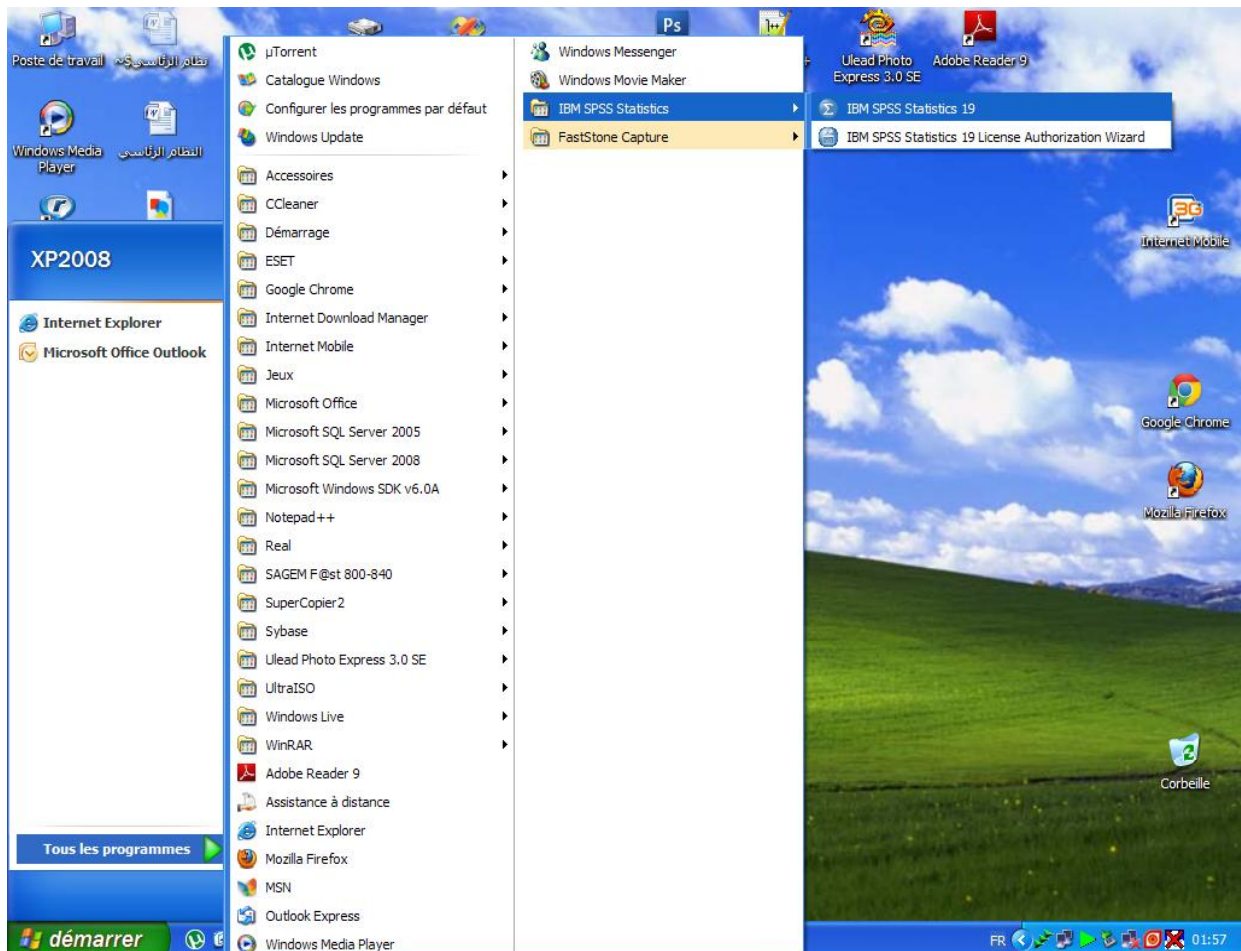 Poste de travail
نظام الرئاسي
Ps
Ulead Photo Express 3.0 SE
Adobe Reader 9
Windows Media Player
النظام الرئاسي
3G
Internet Mobile
Google Chrome
Mozilla Firefox
Corbeille
XP2008
Internet Explorer
Microsoft Office Outlook
Tous les programmes
démarrer
µTorrent
Catalogue Windows
Configurer les programmes par défaut
Windows Update
Accessoires
CCleaner
Démarrage
ESET
Google Chrome
Internet Download Manager
Internet Mobile
Jeux
Microsoft Office
Microsoft SQL Server 2005
Microsoft SQL Server 2008
Microsoft Windows SDK v6.0A
Notepad++
Real
SAGEM F@st 800-840
SuperCopier2
Sybase
Ulead Photo Express 3.0 SE
UltraISO
Windows Live
WinRAR
Adobe Reader 9
Assistance à distance
Internet Explorer
Mozilla Firefox
MSN
Outlook Express
Windows Media Player
Windows Messenger
Windows Movie Maker
IBM SPSS Statistics
FastStone Capture
IBM SPSS Statistics 19
IBM SPSS Statistics 19 License Authorization Wizard
FR
01:57